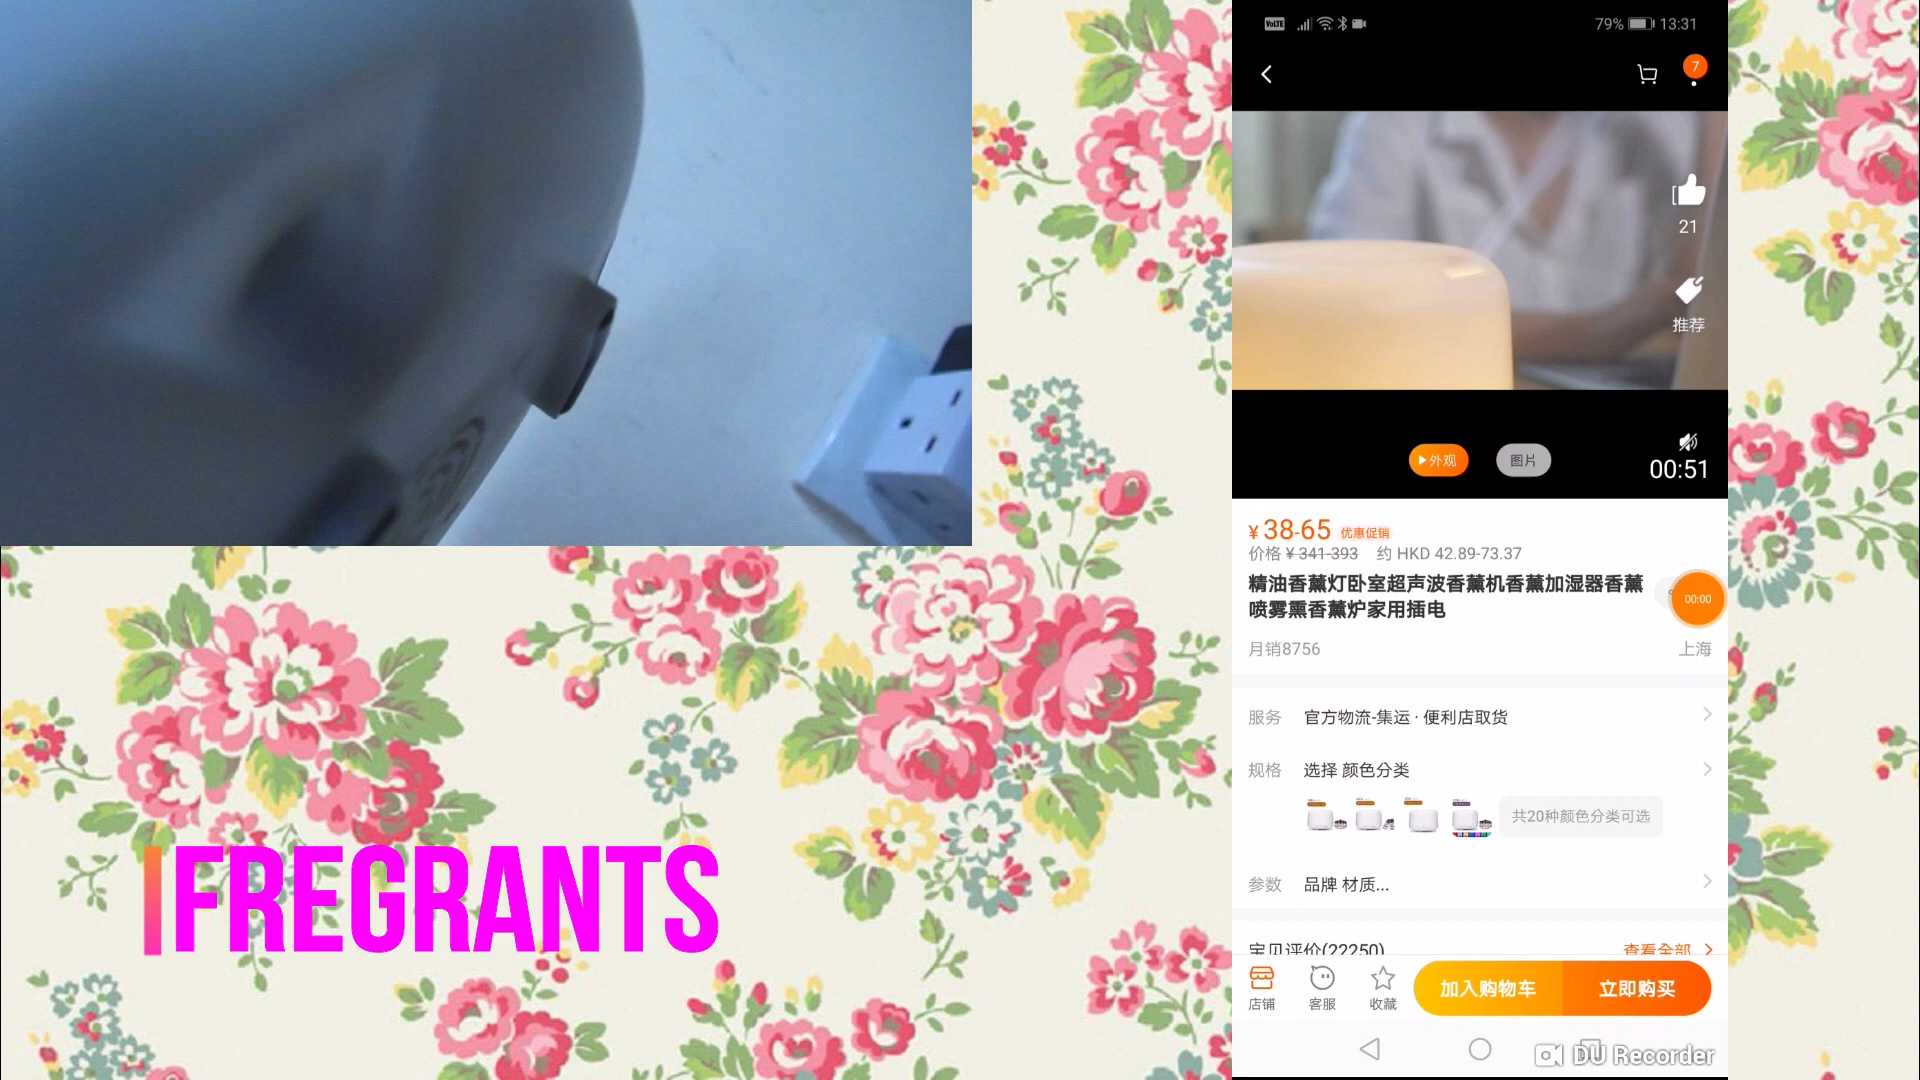 VoLTE 79% 13:31
7
21
推荐
外观
图片
00:51
¥38-65 优惠促销
价格 ¥341-393 约 HKD 42.89-73.37
精油香薰灯卧室超声波香薰机香薰加湿器香薰
喷雾熏香薰炉家用插电
00:00
月销8756 上海
服务 官方物流-集运 · 便利店取货
规格 选择 颜色分类
共20种颜色分类可选
参数 品牌 材质...
宝贝评价(22250) 查看全部
店铺 客服 收藏 加入购物车 立即购买
DU Recorder
FREGRANTS